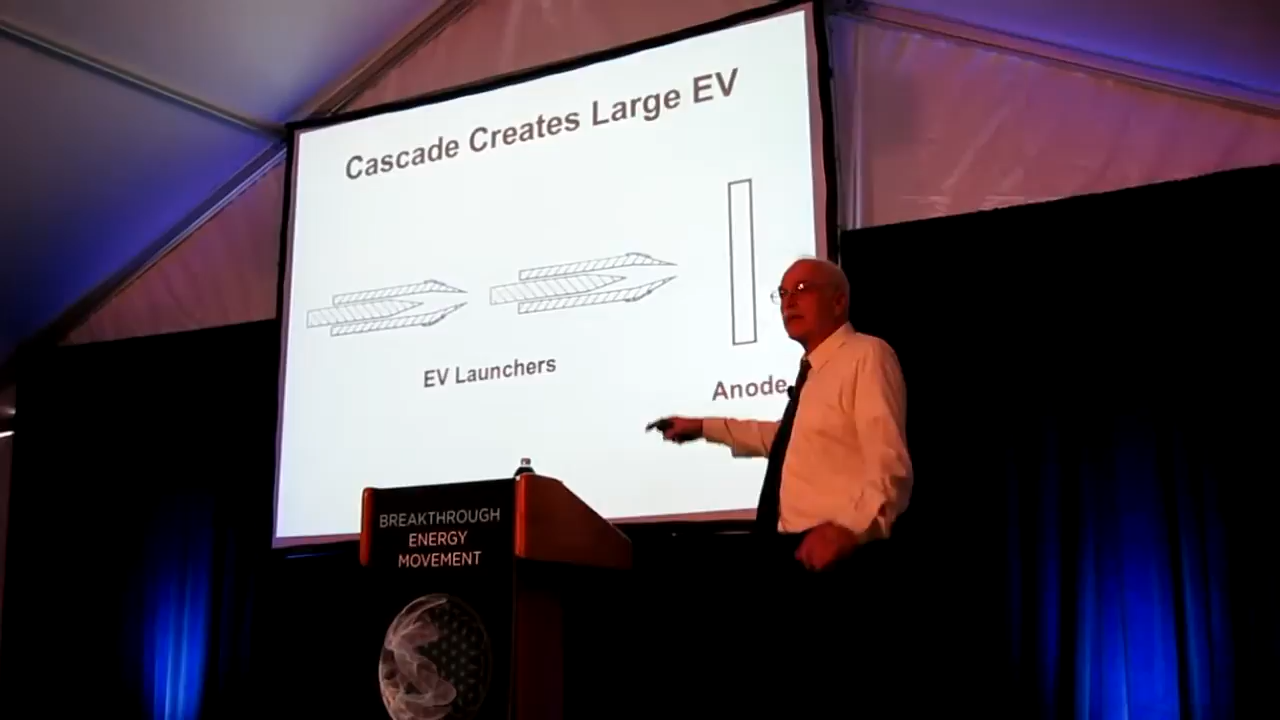 Cascade Creates Large EV
EV Launchers
Anode
BREAKTHROUGH
ENERGY
MOVEMENT